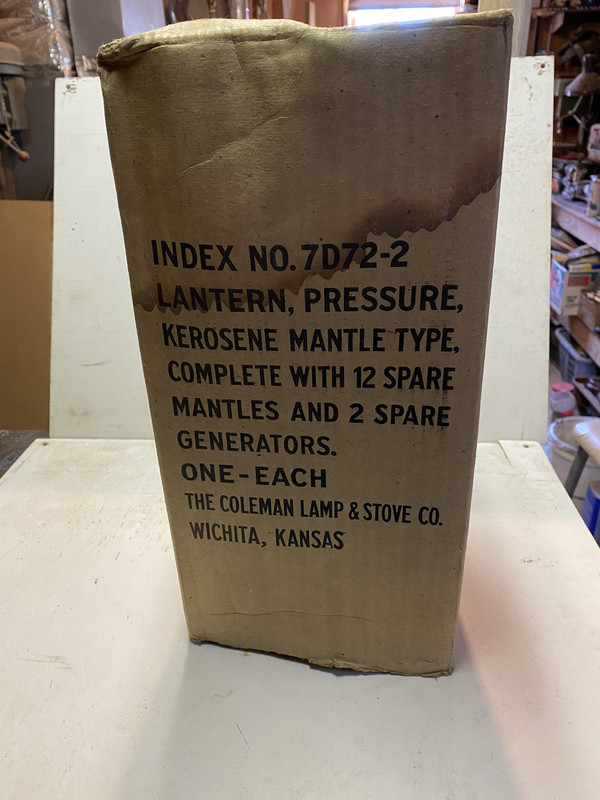 INDEX NO. 7D72-2
LANTERN, PRESSURE,
KEROSENE MANTLE TYPE,
COMPLETE WITH 12 SPARE
MANTLES AND 2 SPARE
GENERATORS.
ONE-EACH
THE COLEMAN LAMP & STOVE CO.
WICHITA, KANSAS